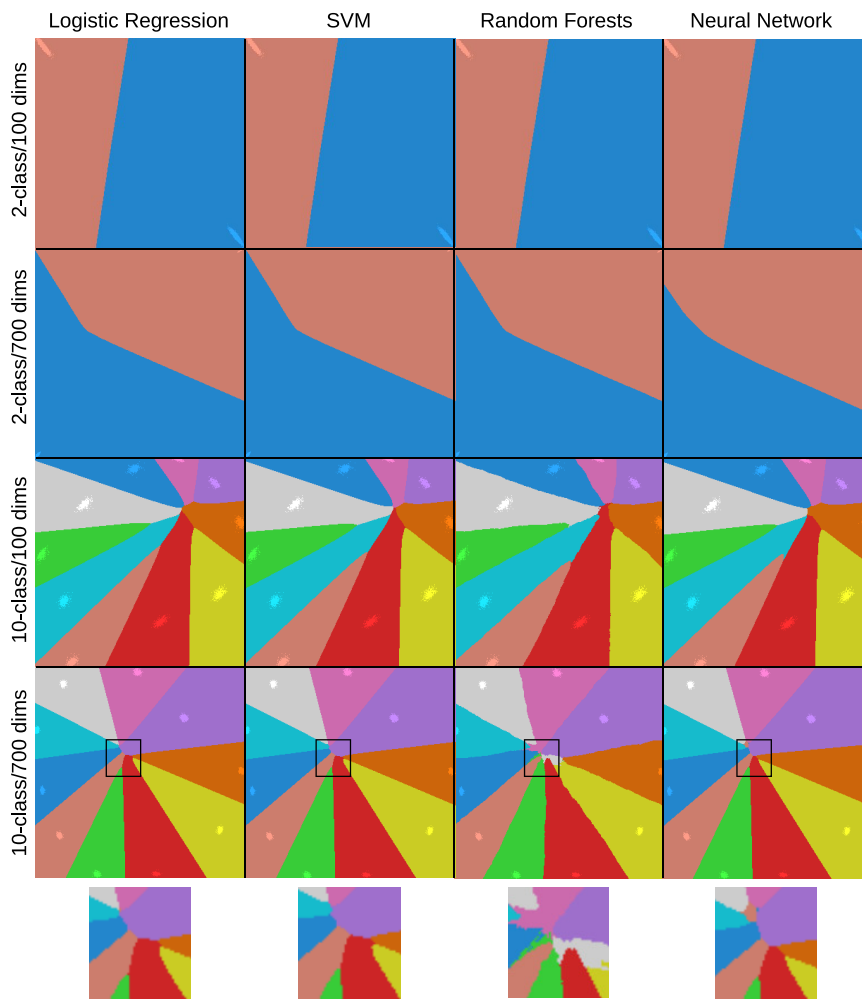 Logistic Regression
SVM
Random Forests
Neural Network
2-class/100 dims
2-class/700 dims
10-class/100 dims
10-class/700 dims